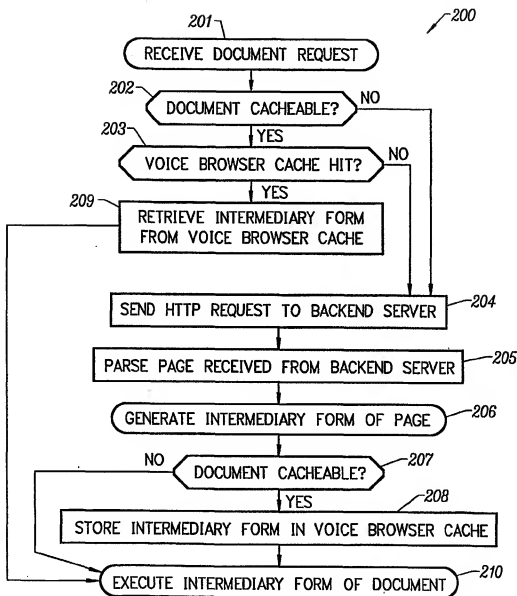 200
201
RECEIVE DOCUMENT REQUEST
202
DOCUMENT CACHEABLE?
NO
YES
203
VOICE BROWSER CACHE HIT?
NO
YES
209
RETRIEVE INTERMEDIARY FORM
FROM VOICE BROWSER CACHE
SEND HTTP REQUEST TO BACKEND SERVER
204
PARSE PAGE RECEIVED FROM BACKEND SERVER
205
GENERATE INTERMEDIARY FORM OF PAGE
206
NO
DOCUMENT CACHEABLE?
207
YES
208
STORE INTERMEDIARY FORM IN VOICE BROWSER CACHE
EXECUTE INTERMEDIARY FORM OF DOCUMENT
210